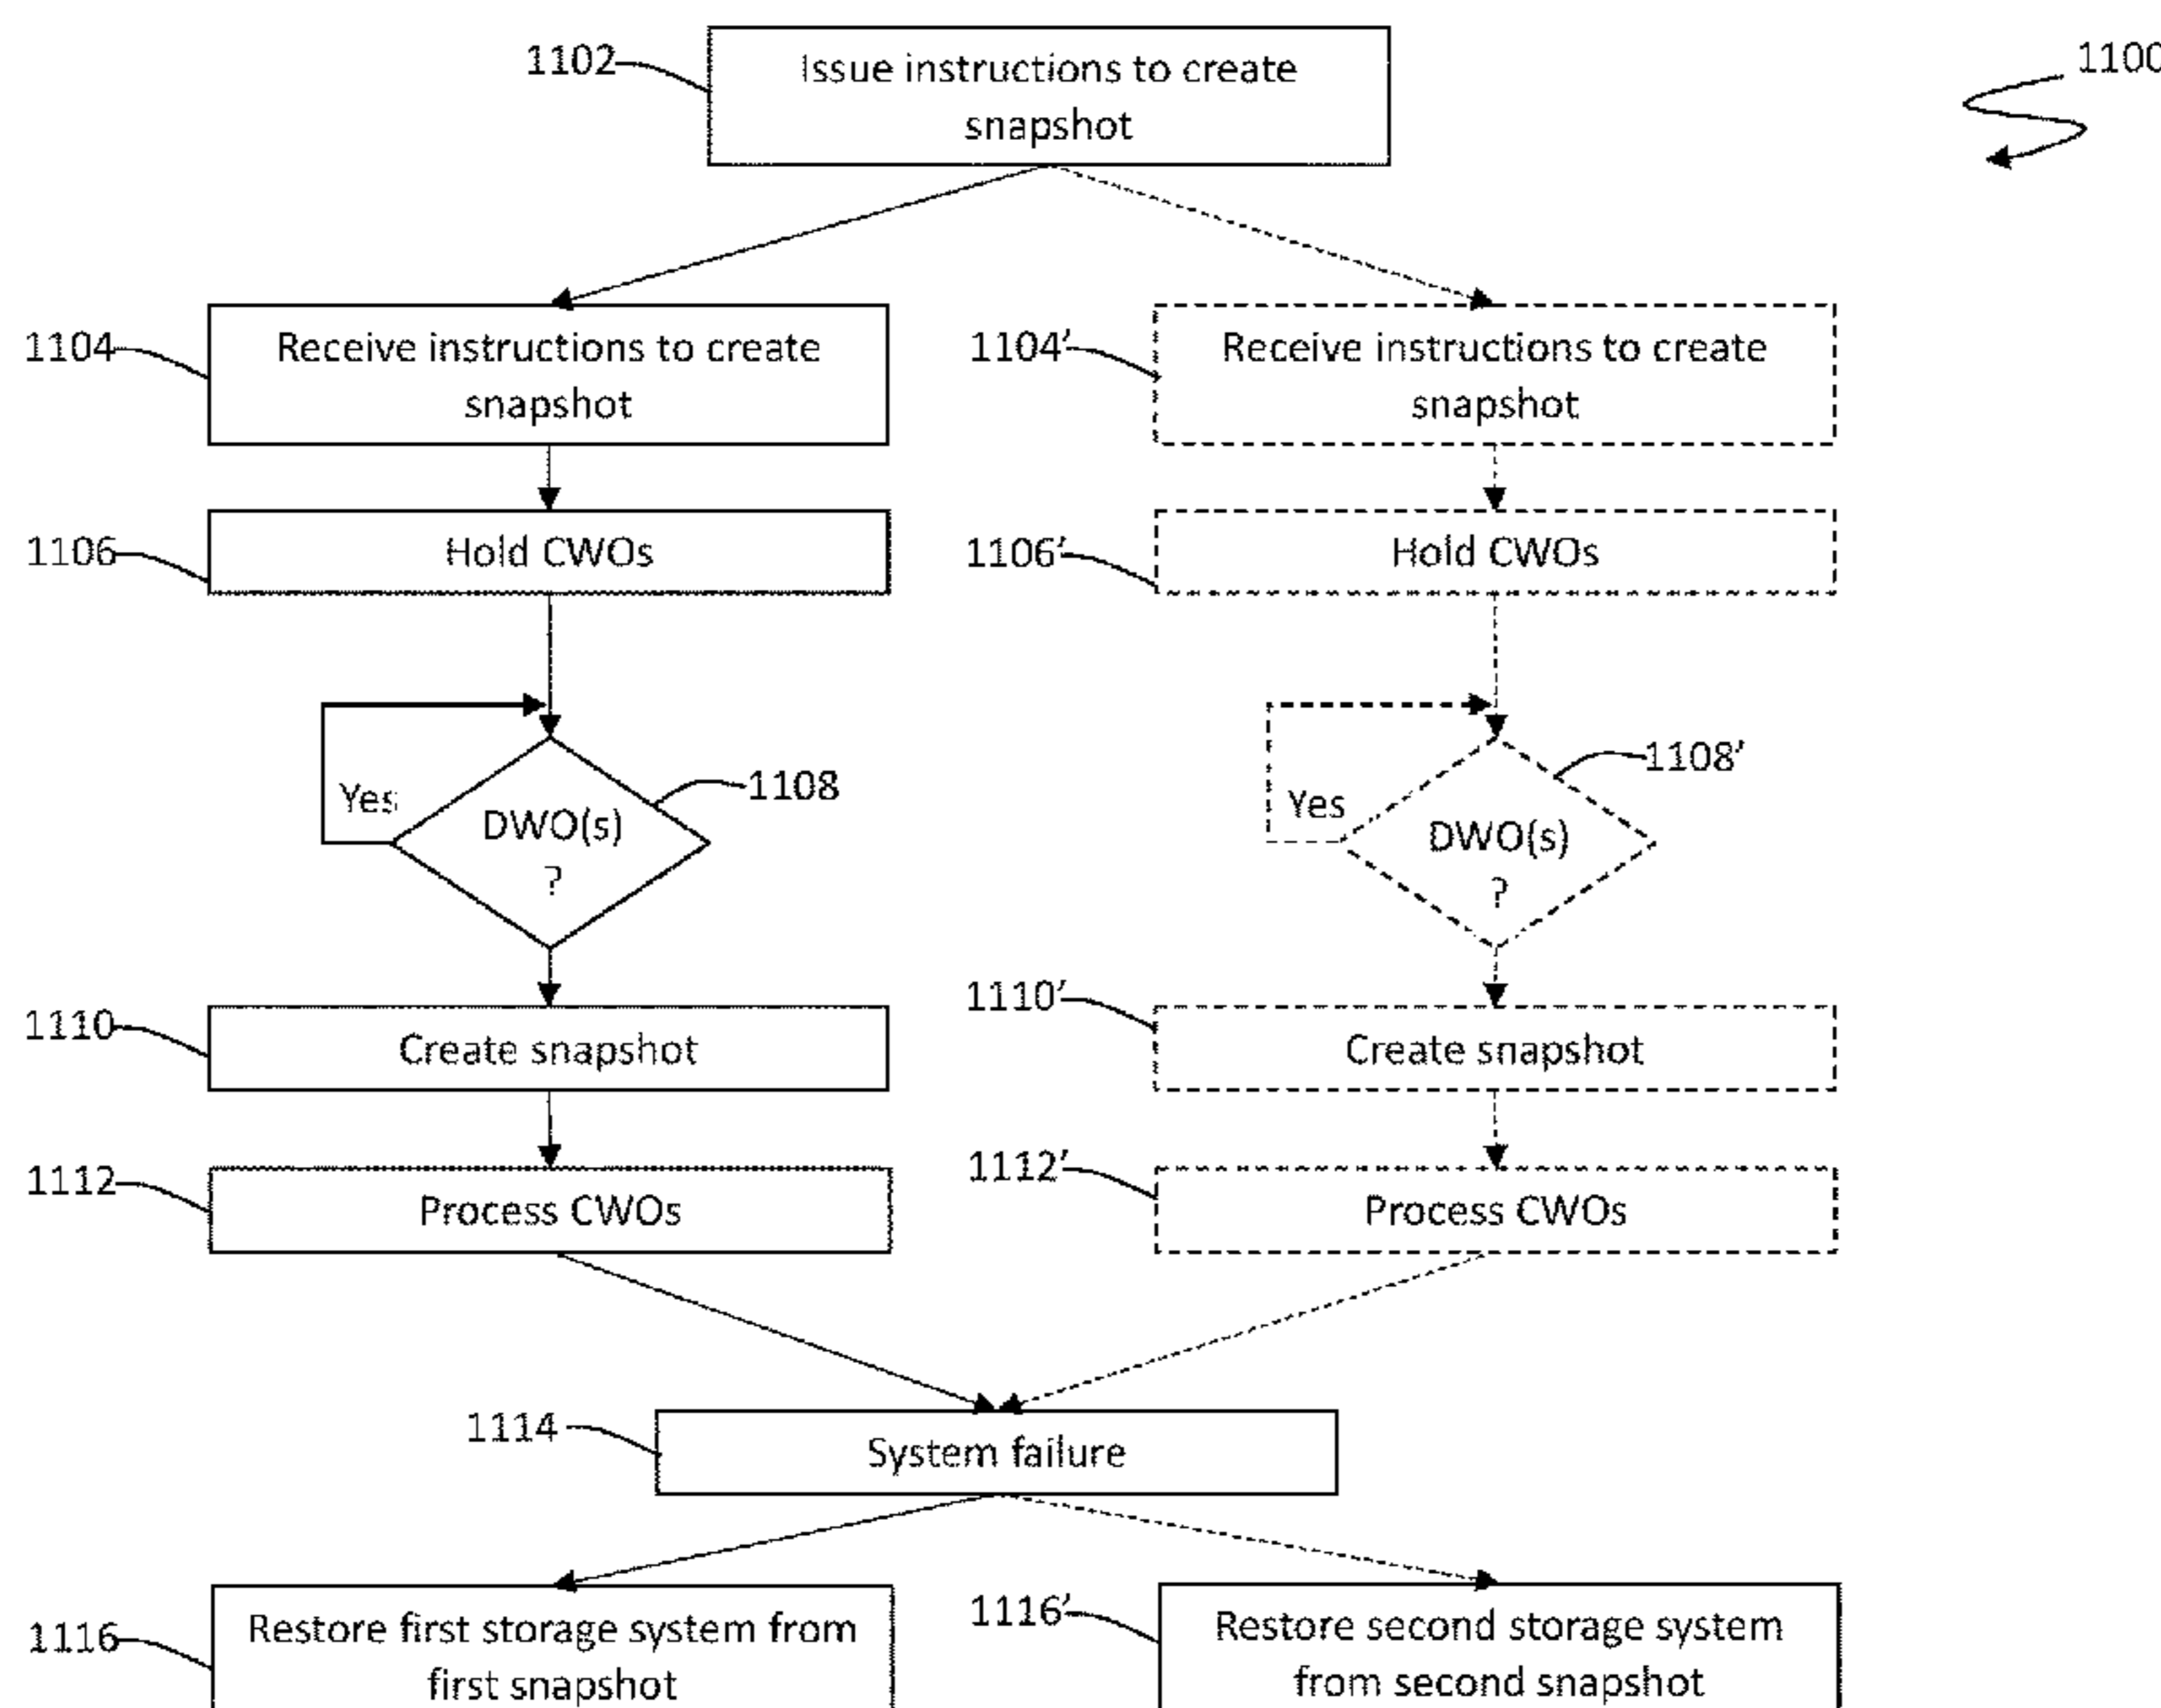 1102
Issue instructions to create
snapshot
1100
1104
Receive instructions to create
snapshot
1104’
Receive instructions to create
snapshot
1106
Hold CWOs
1106’
Hold CWOs
Yes
DWO(s)
?
1108
Yes
DWO(s)
?
1108’
1110
Create snapshot
1110’
Create snapshot
1112
Process CWOs
1112’
Process CWOs
1114
System failure
1116
Restore first storage system from
first snapshot
1116’
Restore second storage system
from second snapshot